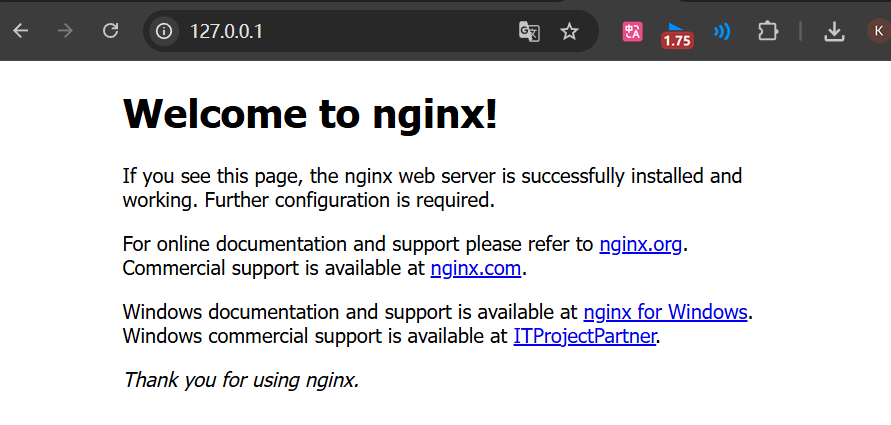 127.0.0.1
1.75
K
Welcome to nginx!
If you see this page, the nginx web server is successfully installed and
working. Further configuration is required.
For online documentation and support please refer to nginx.org.
Commercial support is available at nginx.com.
Windows documentation and support is available at nginx for Windows.
Windows commercial support is available at ITProjectPartner.
Thank you for using nginx.